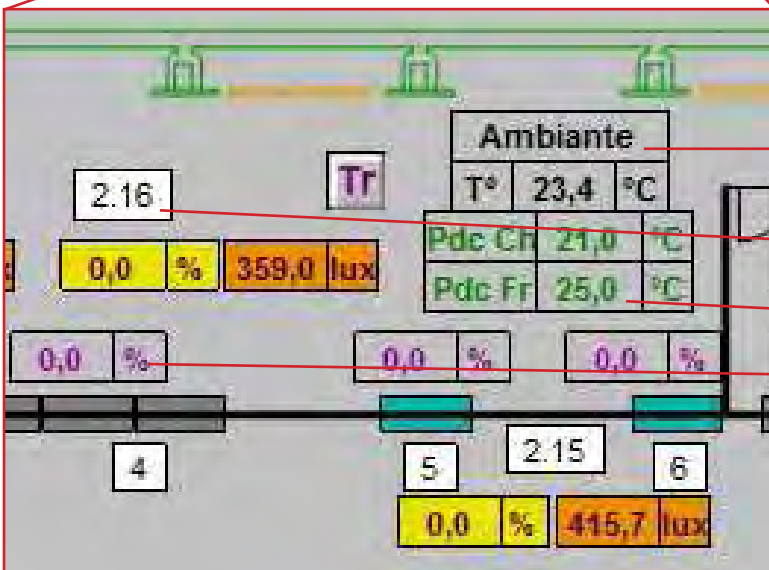 Ambiante
Tr
T° 23,4 °C
2.16
Pdc Ch 21,0 °C
0,0 % 359,0 lux
Pdc Fr 25,0 °C
0,0 %
0,0 %
0,0 %
4
5
2.15
6
0,0 % 415,7 lux